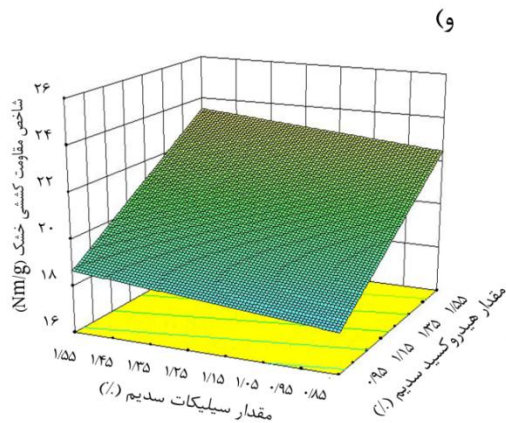 و)
شاخص مقاومت کششی خشک (Nm/g)
۲۶
۲۴
۲۲
۲۰
۱۸
۱۶
۱/۵۵ ۱/۴۵ ۱/۳۵ ۱/۲۵ ۱/۱۵ ۱/۰۵ ۰/۹۵ ۰/۸۵
مقدار سیلیکات سدیم (٪)
۰/۹۵ ۱/۱۵ ۱/۳۵ ۱/۵۵
مقدار هیدروکسید سدیم (٪)